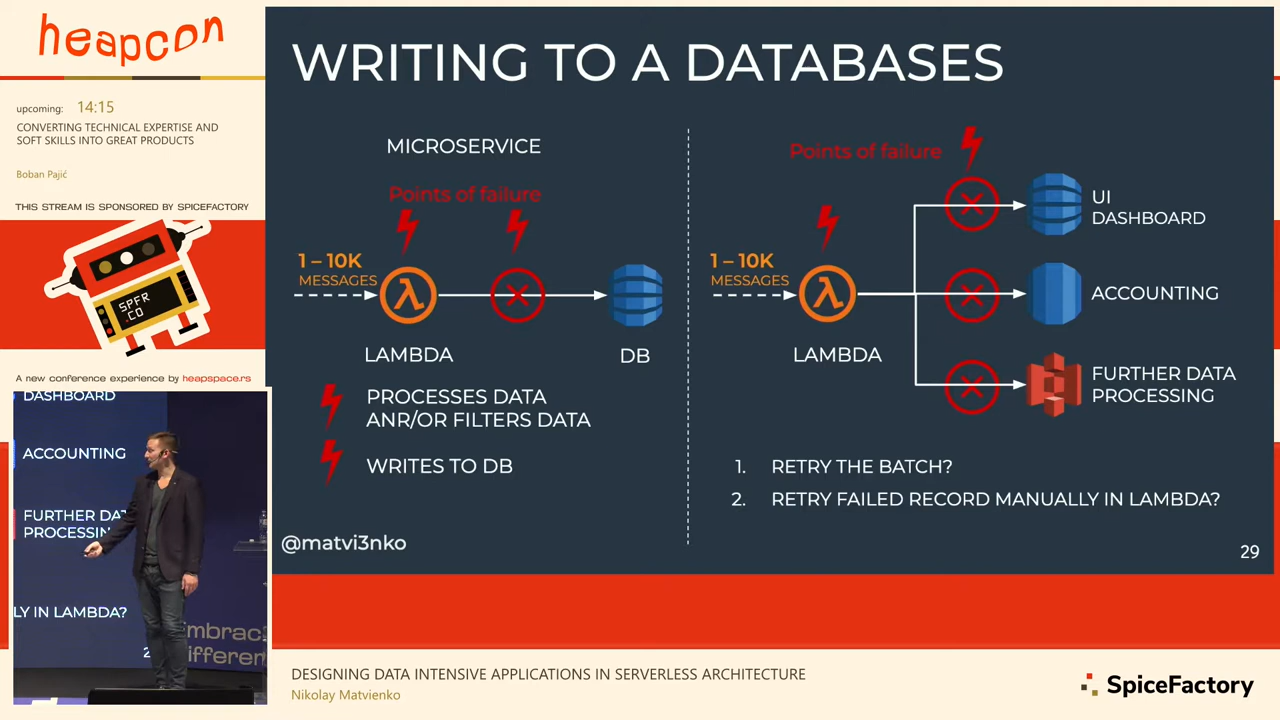 heapcon
upcoming: 14:15
CONVERTING TECHNICAL EXPERTISE AND
SOFT SKILLS INTO GREAT PRODUCTS
Boban Pajić
THIS STREAM IS SPONSORED BY SPICEFACTORY
SPFR
.CO
A new conference experience by heapspace.rs
DASHBOARD
ACCOUNTING
FURTHER DAT
PROCESSIN
LY IN LAMBDA?
2
mbrac
ifferen
WRITING TO A DATABASES
MICROSERVICE
Points of failure
1 – 10K
MESSAGES
LAMBDA
DB
PROCESSES DATA
ANR/OR FILTERS DATA
WRITES TO DB
@matvi3nko
Points of failure
1 – 10K
MESSAGES
LAMBDA
UI
DASHBOARD
ACCOUNTING
FURTHER DATA
PROCESSING
1. RETRY THE BATCH?
2. RETRY FAILED RECORD MANUALLY IN LAMBDA?
29
DESIGNING DATA INTENSIVE APPLICATIONS IN SERVERLESS ARCHITECTURE
Nikolay Matvienko
SpiceFactory